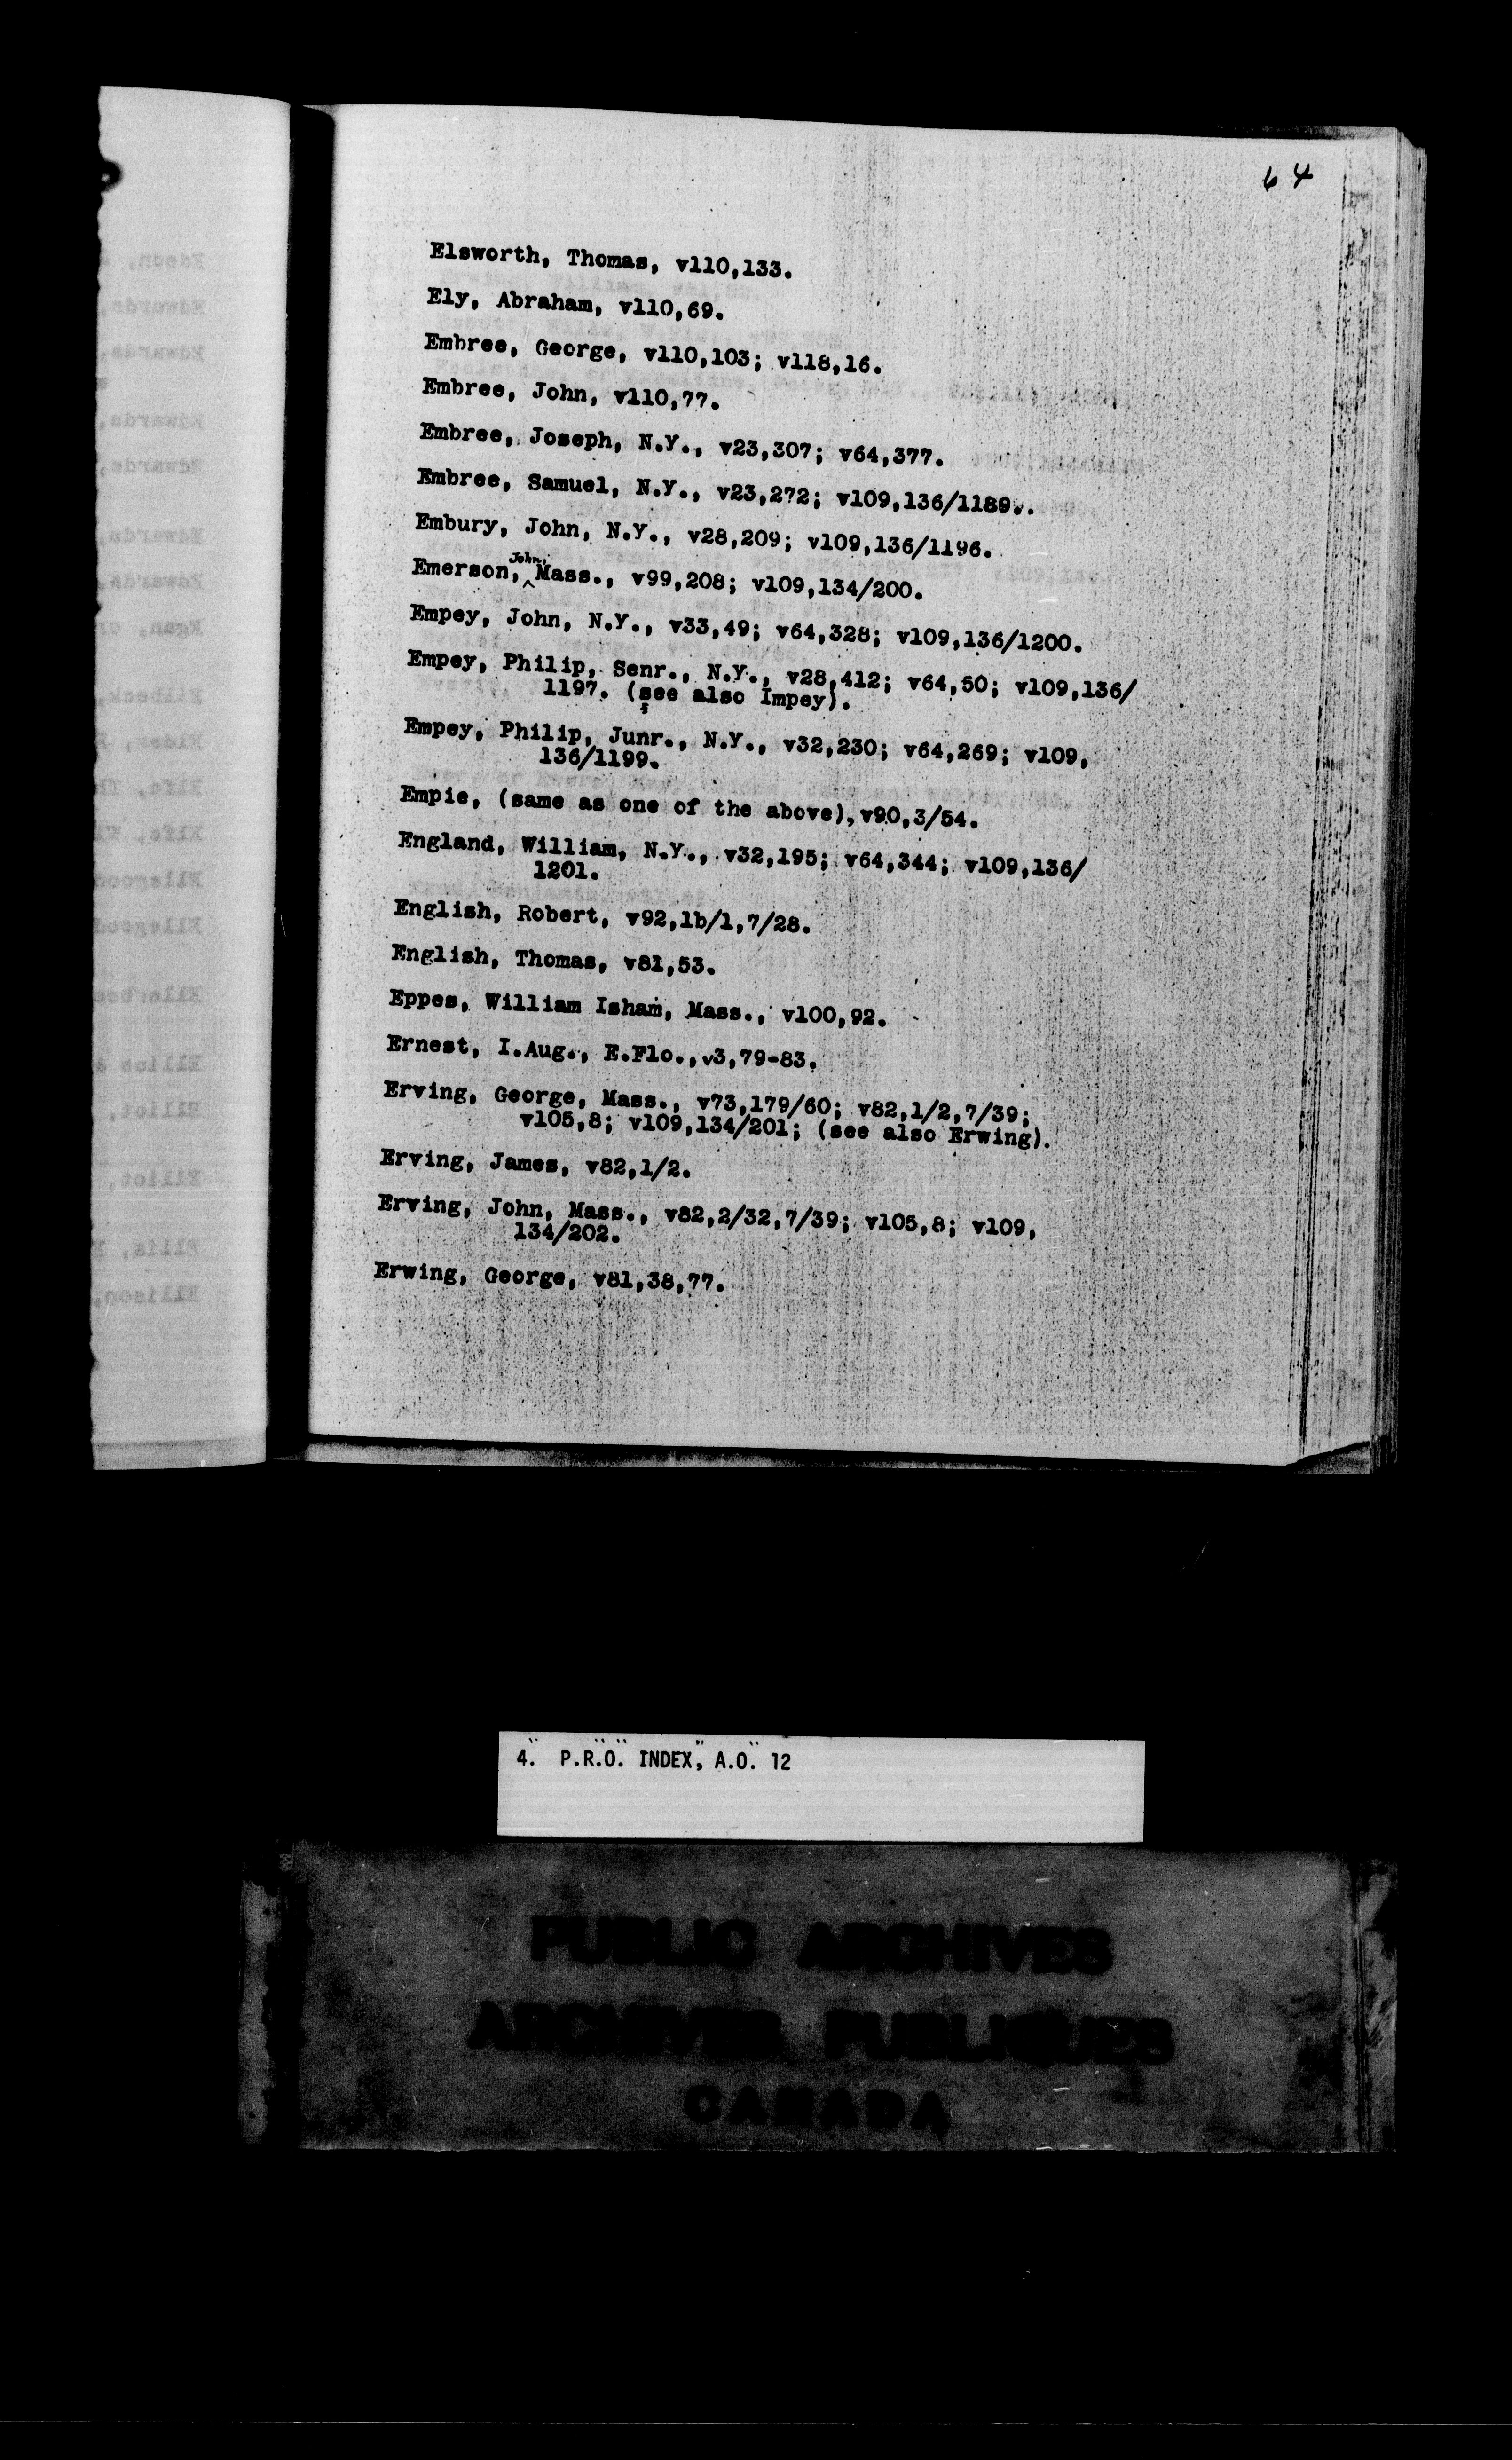 64
Elsworth, Thomas, v110,133.
Ely, Abraham, v110,69.
Embree, George, v110,103; v118,16.
Embree, John, v110,77.
Embree, Joseph, N.Y., v23,307; v64,377.
Embree, Samuel, N.Y., v23,272; v109,136/1189.
Embury, John, N.Y., v28,209; v109,136/1196.
Emerson, John, Mass., v99,208; v109,134/200.
Empey, John, N.Y., v33,49; v64,328; v109,136/1200.
Empey, Philip, Senr., N.Y., v28,412; v64,50; v109,136/
1197. (see also Impey).
Empey, Philip, Junr., N.Y., v32,230; v64,269; v109,
136/1199.
Empie, (same as one of the above), v90,3/54.
England, William, N.Y., v32,195; v64,344; v109,136/
1201.
English, Robert, v92,1b/1,7/28.
English, Thomas, v81,53.
Eppes, William Isham, Mass., v100,92.
Ernest, I.Aug., E.Flo., v3,79-83.
Erving, George, Mass., v73,179/60; v82,1/2,7/39;
v105,8; v109,134/201; (see also Erwing).
Erving, James, v82,1/2.
Erving, John, Mass., v82,2/32,7/39; v105,8; v109,
134/202.
Erwing, George, v81,38,77.
4. P.R.O. INDEX, A.O. 12
PUBLIC ARCHIVES
ARCHIVES PUBLIQUES
CANADA